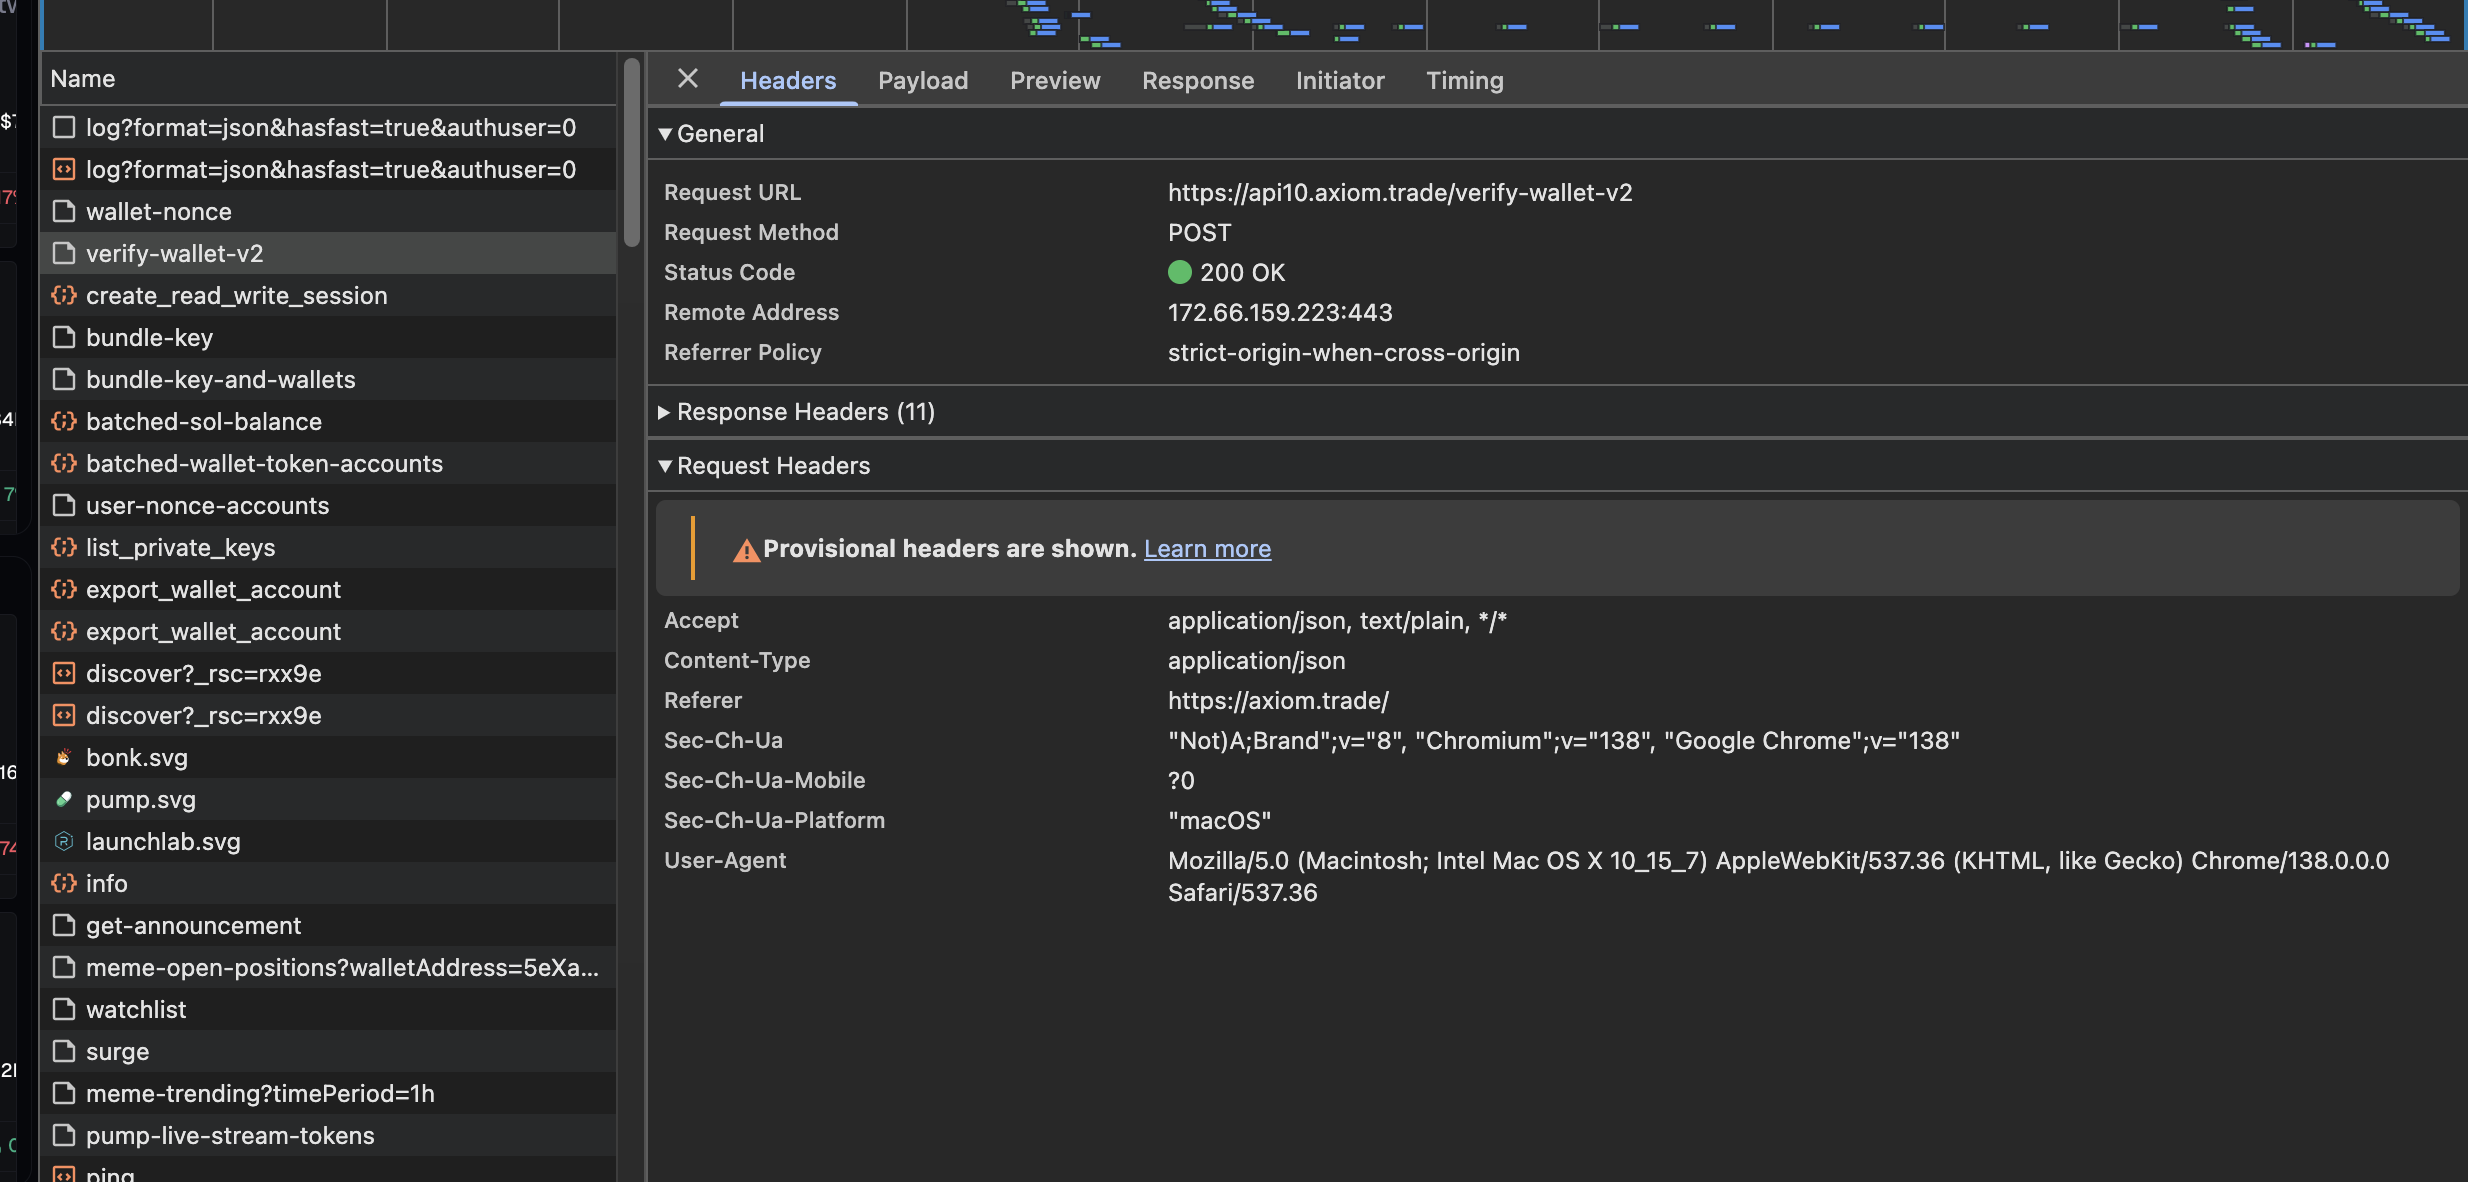 Name
log?format=json&hasfast=true&authuser=0
log?format=json&hasfast=true&authuser=0
wallet-nonce
verify-wallet-v2
create_read_write_session
bundle-key
bundle-key-and-wallets
batched-sol-balance
batched-wallet-token-accounts
user-nonce-accounts
list_private_keys
export_wallet_account
export_wallet_account
discover?_rsc=rxx9e
discover?_rsc=rxx9e
bonk.svg
pump.svg
launchlab.svg
info
get-announcement
meme-open-positions?walletAddress=5eXa...
watchlist
surge
meme-trending?timePeriod=1h
pump-live-stream-tokens
ping
Headers Payload Preview Response Initiator Timing
General
Request URL https://api10.axiom.trade/verify-wallet-v2
Request Method POST
Status Code 200 OK
Remote Address 172.66.159.223:443
Referrer Policy strict-origin-when-cross-origin
Response Headers (11)
Request Headers
Provisional headers are shown. Learn more
Accept application/json, text/plain, */*
Content-Type application/json
Referer https://axiom.trade/
Sec-Ch-Ua "Not)A;Brand";v="8", "Chromium";v="138", "Google Chrome";v="138"
Sec-Ch-Ua-Mobile ?0
Sec-Ch-Ua-Platform "macOS"
User-Agent Mozilla/5.0 (Macintosh; Intel Mac OS X 10_15_7) AppleWebKit/537.36 (KHTML, like Gecko) Chrome/138.0.0.0
Safari/537.36